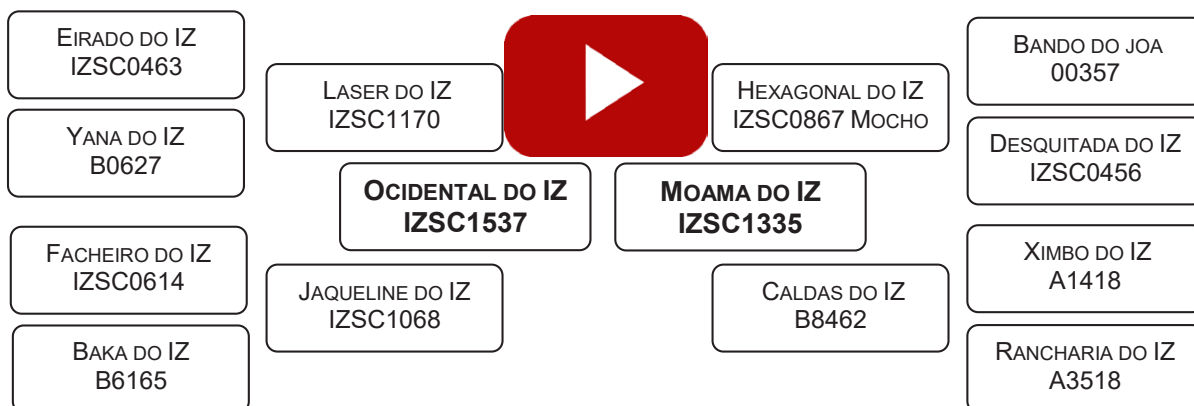 EIRADO DO IZ
IZSC0463
YANA DO IZ
B0627
FACHEIRO DO IZ
IZSC0614
BAKA DO IZ
B6165
LASER DO IZ
IZSC1170
JAQUELINE DO IZ
IZSC1068
OCIDENTAL DO IZ
IZSC1537
MOAMA DO IZ
IZSC1335
HEXAGONAL DO IZ
IZSC0867 MOCHO
CALDAS DO IZ
B8462
BANDO DO JOA
00357
DESQUITADA DO IZ
IZSC0456
XIMBO DO IZ
A1418
RANCHARIA DO IZ
A3518